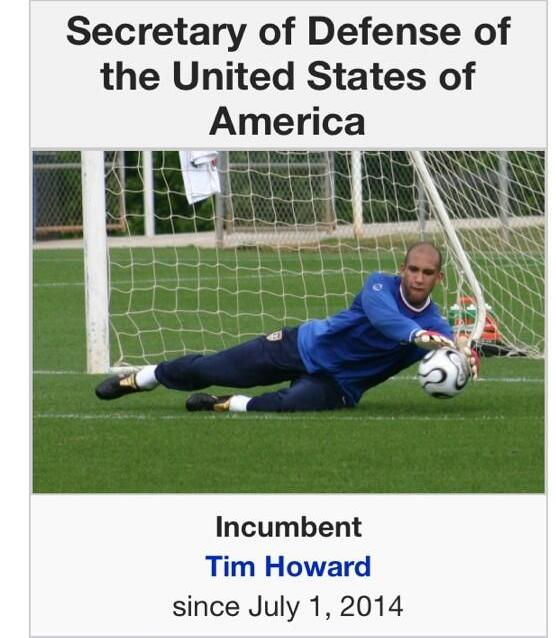 Secretary of Defense of
the United States of
America
Incumbent
Tim Howard
since July 1, 2014